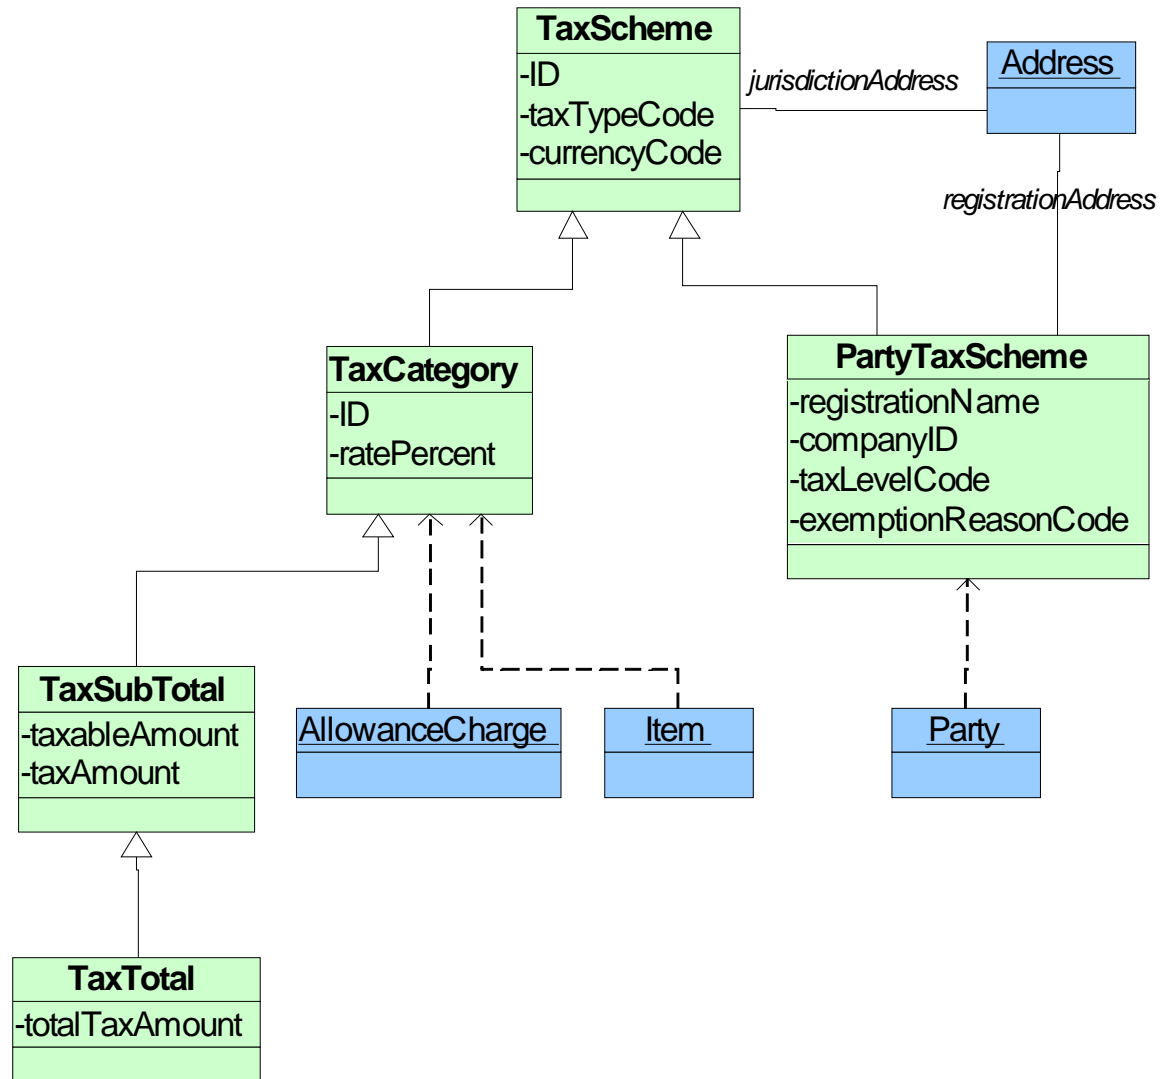 TaxScheme
-ID
-taxTypeCode
-currencyCode
jurisdictionAddress
Address
registrationAddress
TaxCategory
-ID
-ratePercent
PartyTaxScheme
-registrationName
-companyID
-taxLevelCode
-exemptionReasonCode
TaxSubTotal
-taxableAmount
-taxAmount
AllowanceCharge
Item
Party
TaxTotal
-totalTaxAmount